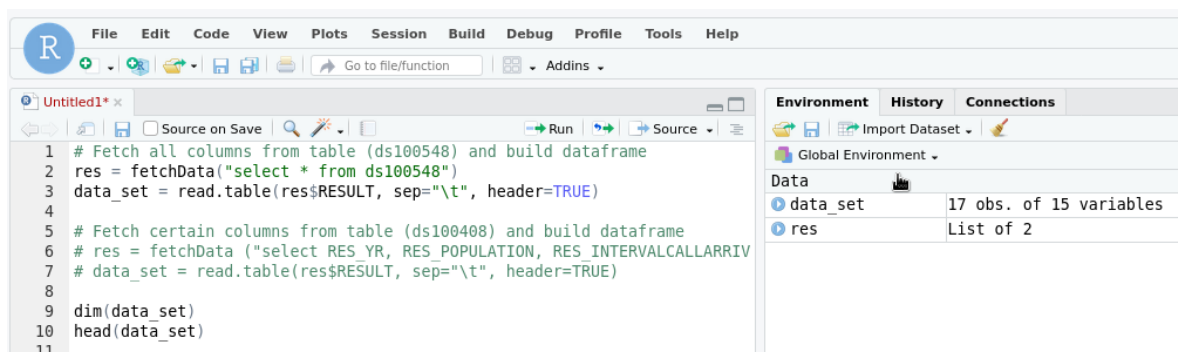 R
File Edit Code View Plots Session Build Debug Profile Tools Help
Go to file/function
Addins
Untitled1*
Source on Save
Run
Source
1 # Fetch all columns from table (ds100548) and build dataframe
2 res = fetchData("select * from ds100548")
3 data_set = read.table(res$RESULT, sep="\t", header=TRUE)
4
5 # Fetch certain columns from table (ds100408) and build dataframe
6 # res = fetchData ("select RES_YR, RES_POPULATION, RES_INTERVALCALLARRIV
7 # data_set = read.table(res$RESULT, sep="\t", header=TRUE)
8
9 dim(data_set)
10 head(data_set)
11
Environment History Connections
Import Dataset
Global Environment
Data
data_set 17 obs. of 15 variables
res List of 2